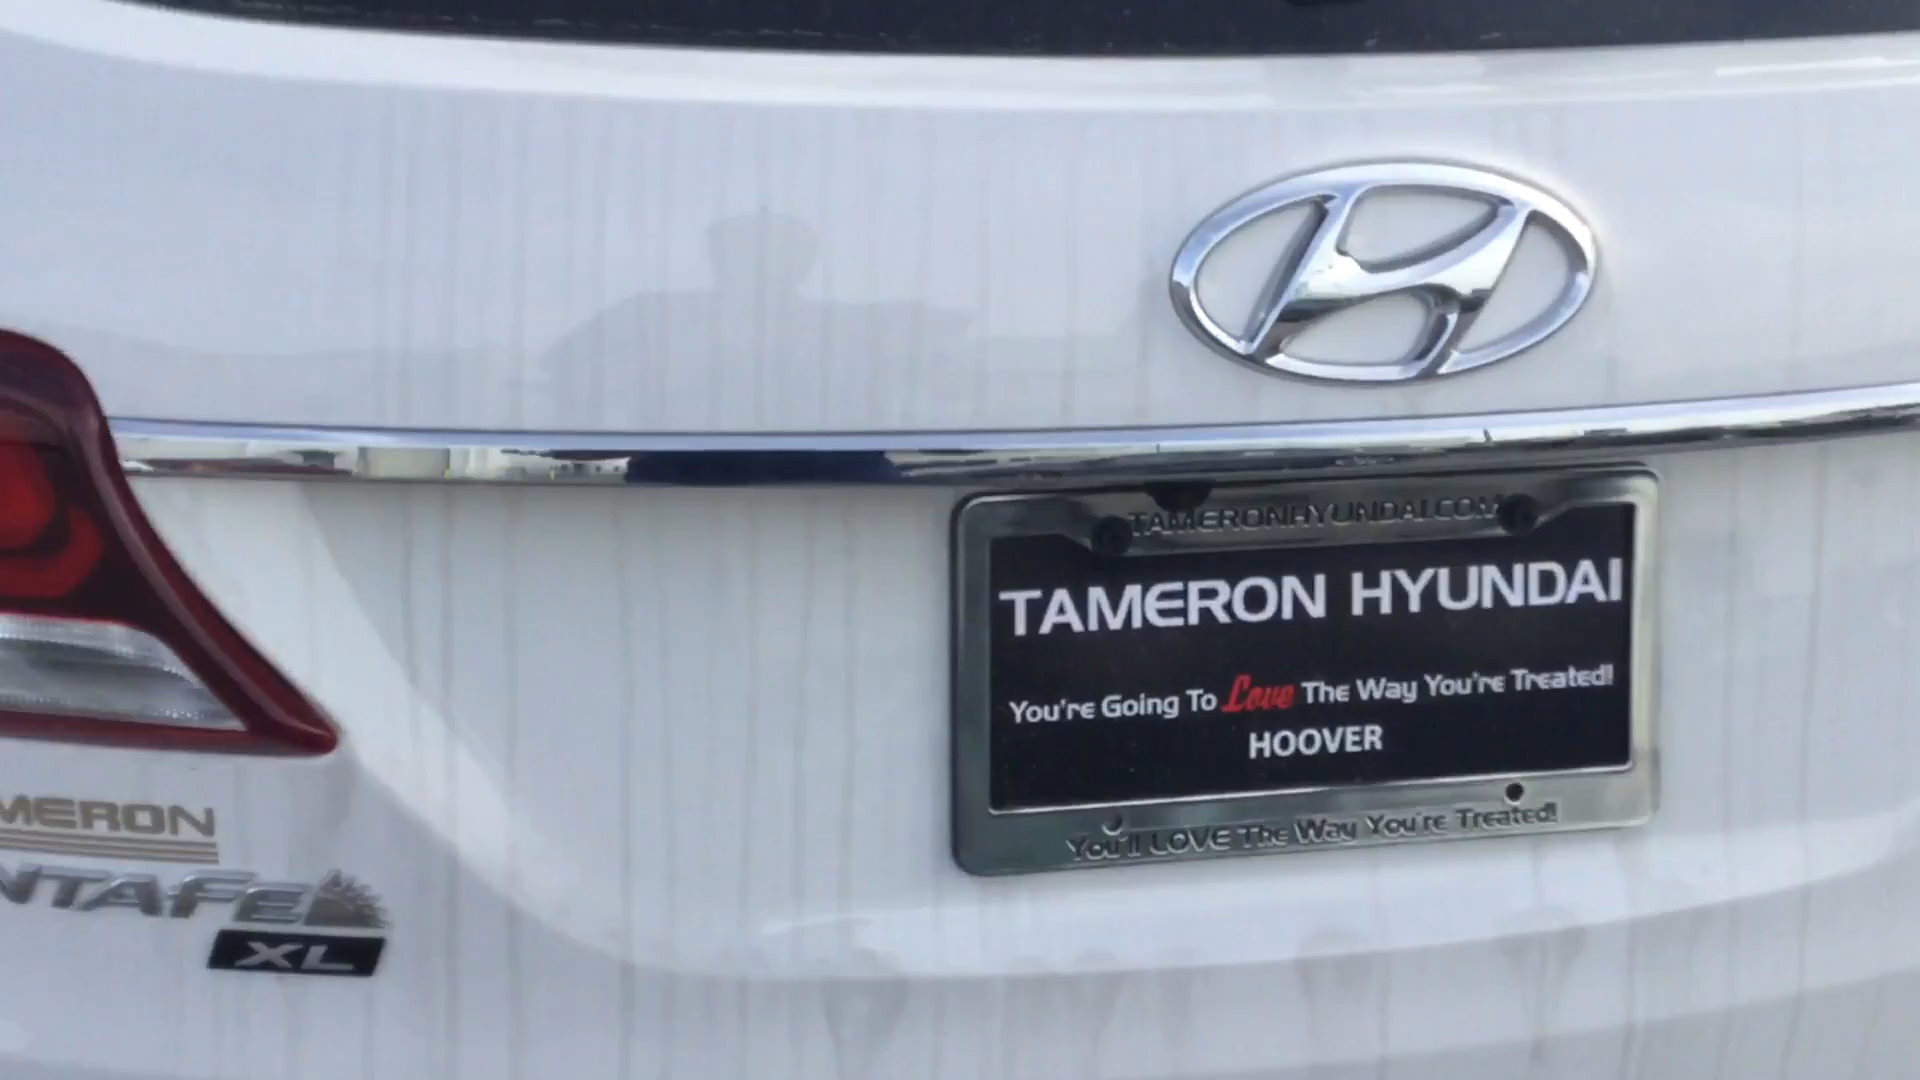 TAMERONHYUNDAI.COM
TAMERON HYUNDAI
You're Going To Love The Way You're Treated!
HOOVER
You'll LOVE The Way You're Treated!
MERON
NTAFE
XL